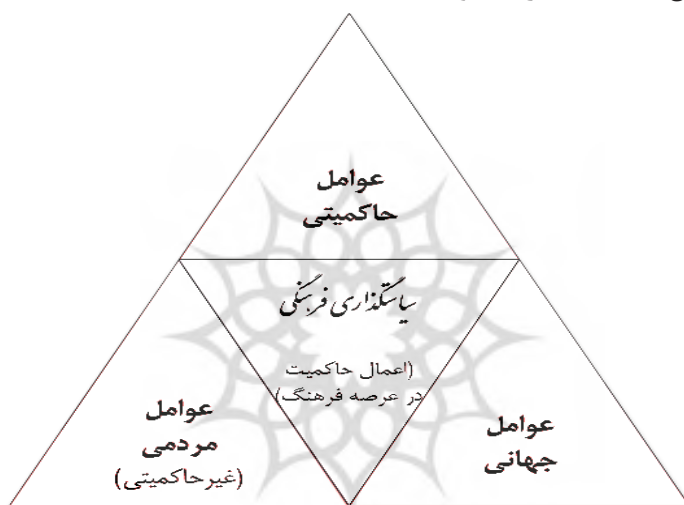 عوامل
حاکمیتی
سیاستگذاری فرهنگی
(اعمال حاکمیت
در عرصه فرهنگ)
عوامل
مردمی
(غیرحاکمیتی)
عوامل
جهانی